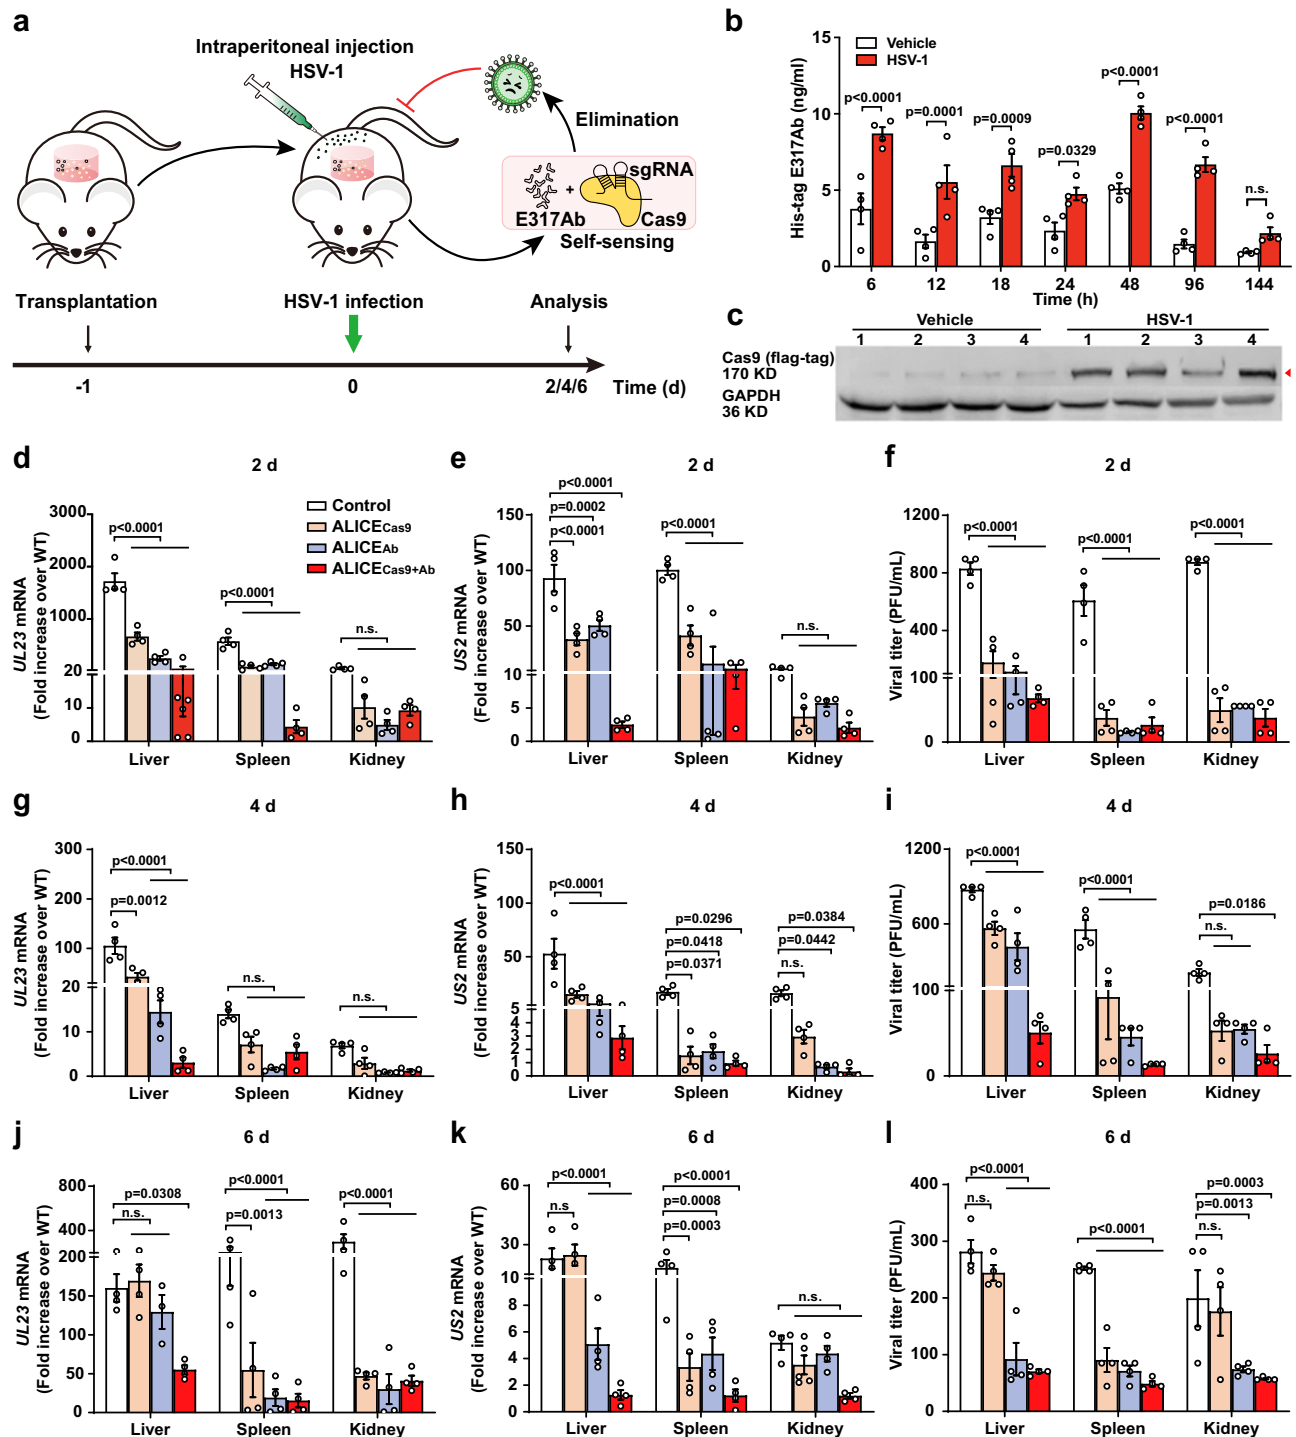 a
Intraperitoneal injection
HSV-1
Elimination
sgRNA
+
E317Ab
Cas9
Self-sensing
Transplantation
HSV-1 infection
Analysis
-1
0
2/4/6
Time (d)
b
His-tag E317Ab (ng/ml)
15
10
5
0
Vehicle
HSV-1
p<0.0001
p=0.0001
p=0.0009
p=0.0329
p<0.0001
p<0.0001
n.s.
6
12
18
24
48
96
144
Time (h)
c
Vehicle
HSV-1
1 2 3 4 1 2 3 4
Cas9 (flag-tag)
170 KD
GAPDH
36 KD
d
2 d
UL23 mRNA
(Fold increase over WT)
3000
2000
1000
20
10
0
Control
ALICECas9
ALICEAb
ALICECas9+Ab
p<0.0001
p<0.0001
n.s.
Liver Spleen Kidney
e
2 d
US2 mRNA
(Fold increase over WT)
150
100
50
10
5
0
p<0.0001
p=0.0002
p<0.0001
p<0.0001
n.s.
Liver Spleen Kidney
f
2 d
Viral titer (PFU/mL)
1200
800
400
100
0
p<0.0001
p<0.0001
p<0.0001
Liver Spleen Kidney
g
4 d
UL23 mRNA
(Fold increase over WT)
300
200
100
20
10
0
p<0.0001
p=0.0012
n.s.
n.s.
Liver Spleen Kidney
h
4 d
US2 mRNA
(Fold increase over WT)
150
100
50
5
4
3
2
1
0
p<0.0001
p=0.0296
p=0.0418
p=0.0371
p=0.0384
p=0.0442
n.s.
Liver Spleen Kidney
i
4 d
Viral titer (PFU/mL)
1200
600
100
0
p<0.0001
p<0.0001
p=0.0186
n.s.
Liver Spleen Kidney
j
6 d
UL23 mRNA
(Fold increase over WT)
800
400
200
150
100
50
0
p=0.0308
n.s.
p<0.0001
p=0.0013
p<0.0001
Liver Spleen Kidney
k
6 d
US2 mRNA
(Fold increase over WT)
60
30
10
8
6
4
2
0
p<0.0001
n.s
p<0.0001
p=0.0008
p=0.0003
n.s.
Liver Spleen Kidney
l
6 d
Viral titer (PFU/mL)
400
300
200
100
0
p<0.0001
n.s.
p<0.0001
p=0.0003
p=0.0013
n.s.
Liver Spleen Kidney